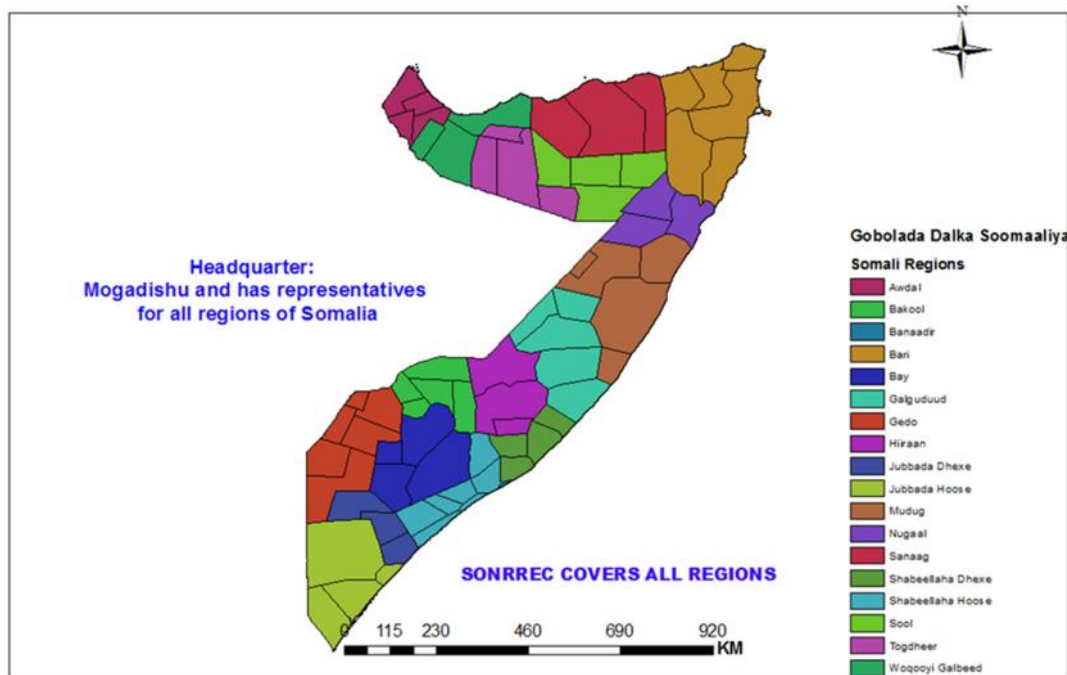 N
Headquarter:
Mogadishu and has representatives
for all regions of Somalia
Gobolada Dalka Soomaaliya
Somali Regions
Awdal
Bakool
Banaadir
Bari
Bay
Galguduud
Gedo
Hiiraan
Jubbada Dhexe
Jubbada Hoose
Mudug
Nugaal
Sanaag
Shabeellaha Dhexe
Shabeellaha Hoose
Sool
Togdheer
Woqooyi Galbeed
SONRREC COVERS ALL REGIONS
0 115 230 460 690 920
KM